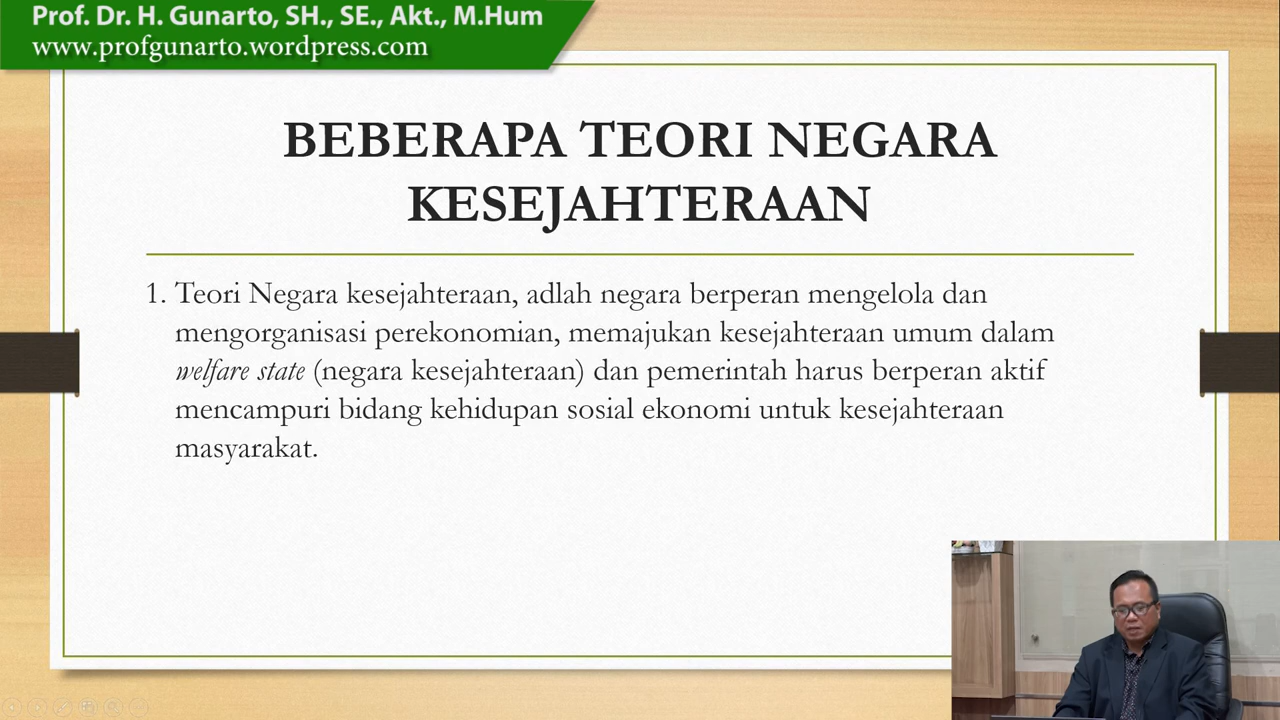 Prof. Dr. H. Gunarto, SH., SE., Akt., M.Hum
www.profgunarto.wordpress.com
BEBERAPA TEORI NEGARA
KESEJAHTERAAN
1. Teori Negara kesejahteraan, adlah negara berperan mengelola dan
mengorganisasi perekonomian, memajukan kesejahteraan umum dalam
welfare state (negara kesejahteraan) dan pemerintah harus berperan aktif
mencampuri bidang kehidupan sosial ekonomi untuk kesejahteraan
masyarakat.